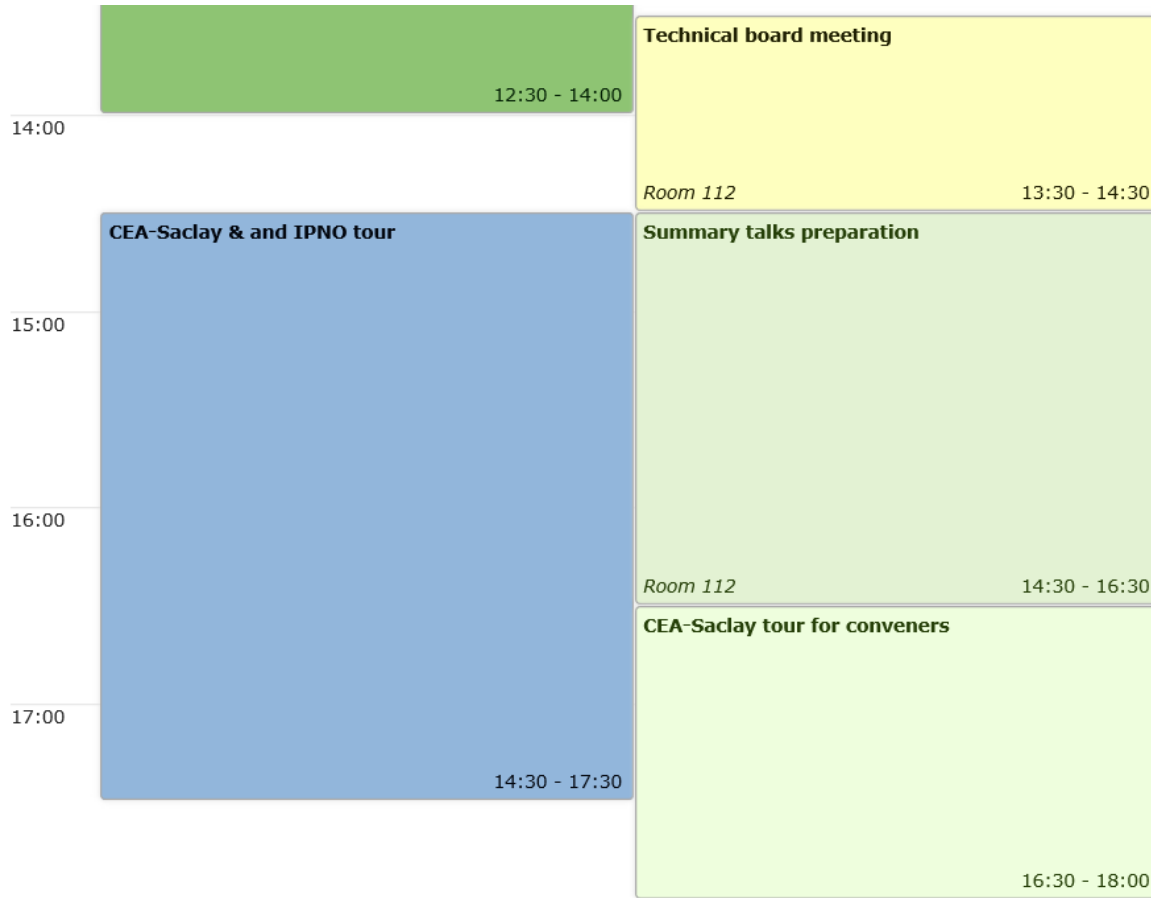 Technical board meeting
12:30 - 14:00
14:00
Room 112 13:30 - 14:30
CEA-Saclay & and IPNO tour
Summary talks preparation
15:00
16:00
Room 112 14:30 - 16:30
CEA-Saclay tour for conveners
17:00
14:30 - 17:30
16:30 - 18:00